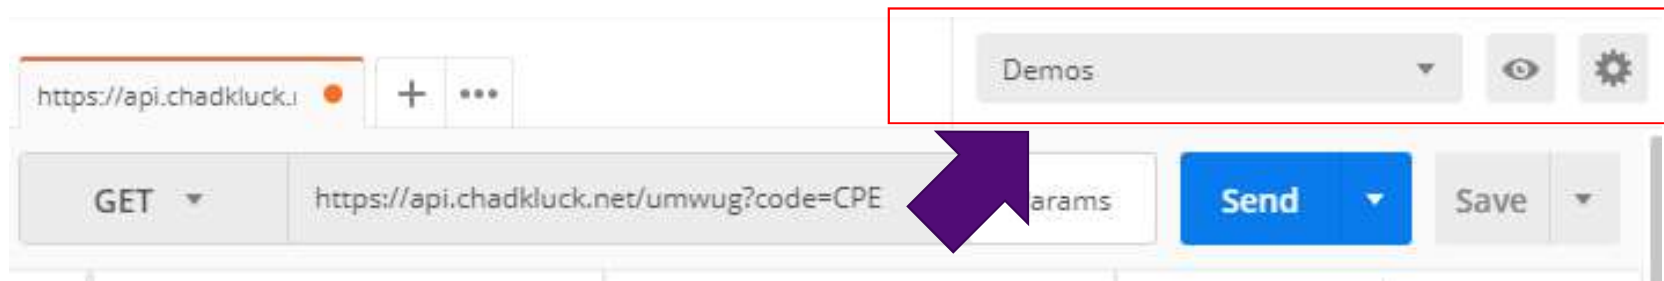 Demos
https://api.chadkluck.
GET
https://api.chadkluck.net/umwug?code=CPE
arams
Send
Save